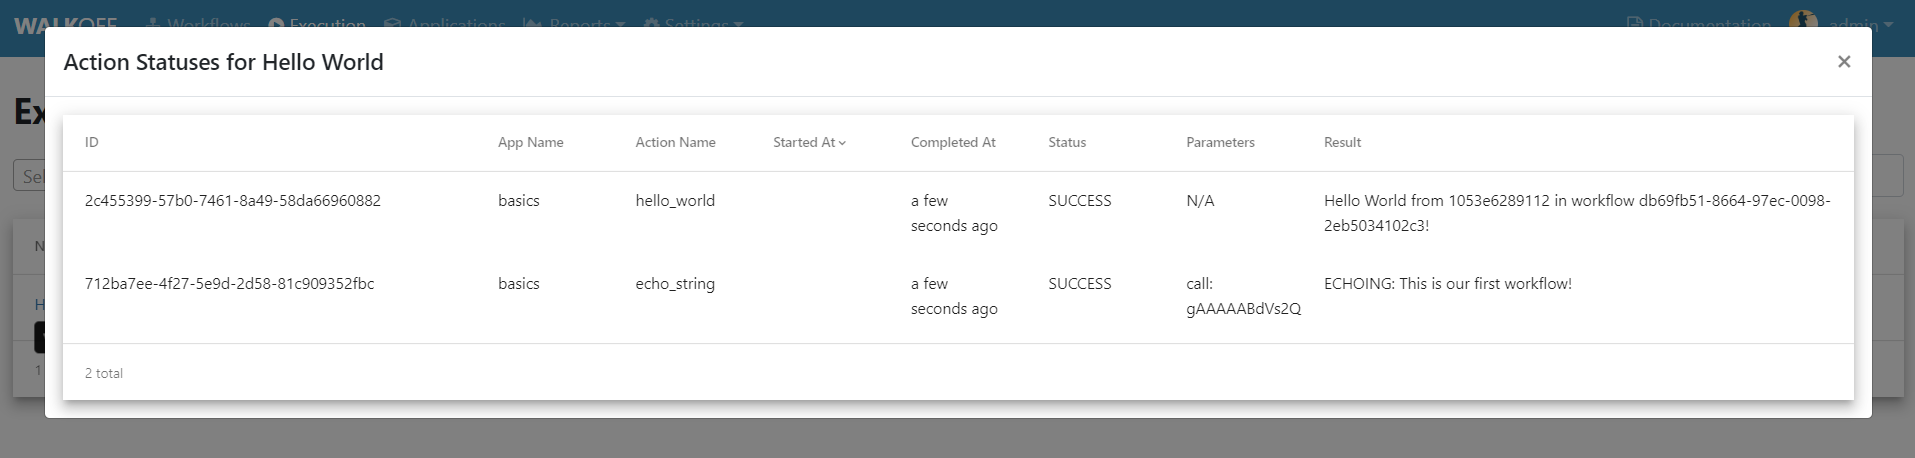 WALKOFF Workflows Execution Applications Reports Settings Documentation admin
Action Statuses for Hello World ×
ID App Name Action Name Started At Completed At Status Parameters Result
2c455399-57b0-7461-8a49-58da66960882 basics hello_world a few SUCCESS N/A Hello World from 1053e6289112 in workflow db69fb51-8664-97ec-0098-
seconds ago 2eb5034102c3!
712ba7ee-4f27-5e9d-2d58-81c909352fbc basics echo_string a few SUCCESS call: ECHOING: This is our first workflow!
seconds ago gAAAAABdVs2Q
2 total